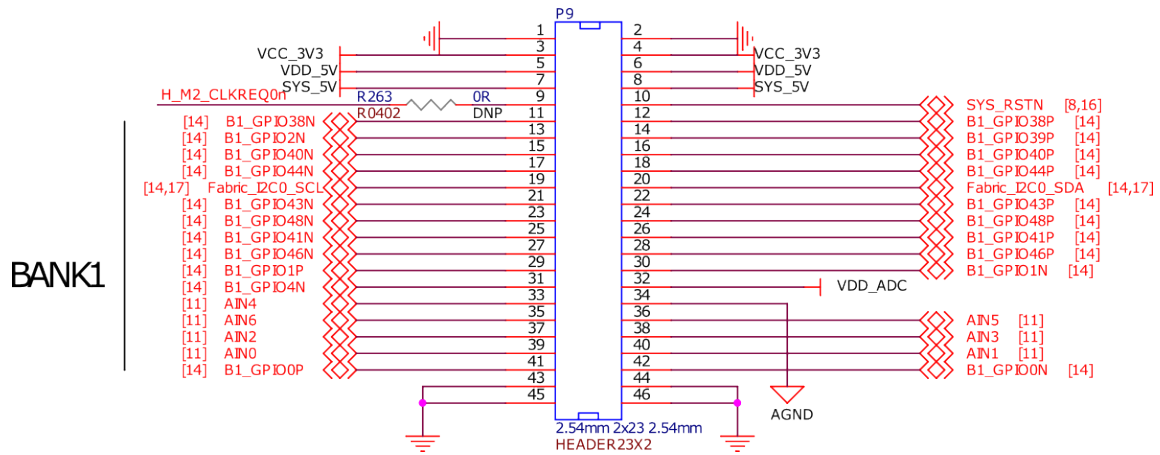 P9
1 2
VCC_3V3 3 4 VCC_3V3
VDD_5V 5 6 VDD_5V
SYS_5V 7 8 SYS_5V
H_M2_CLKREQ0n R263 0R 9 10 SYS_RSTN [8,16]
R0402 DNP
[14] B1_GPIO38N 11 12 B1_GPIO38P [14]
[14] B1_GPIO2N 13 14 B1_GPIO39P [14]
[14] B1_GPIO40N 15 16 B1_GPIO40P [14]
[14] B1_GPIO44N 17 18 B1_GPIO44P [14]
[14,17] Fabric_I2C0_SCL 19 20 Fabric_I2C0_SDA [14,17]
[14] B1_GPIO43N 21 22 B1_GPIO43P [14]
[14] B1_GPIO48N 23 24 B1_GPIO48P [14]
[14] B1_GPIO41N 25 26 B1_GPIO41P [14]
[14] B1_GPIO46N 27 28 B1_GPIO46P [14]
BANK1
[14] B1_GPIO1P 29 30 B1_GPIO1N [14]
[14] B1_GPIO4N 31 32 VDD_ADC
[11] AIN4 33 34
[11] AIN6 35 36 AIN5 [11]
[11] AIN2 37 38 AIN3 [11]
[11] AIN0 39 40 AIN1 [11]
[14] B1_GPIO0P 41 42 B1_GPIO0N [14]
43 44
45 46
AGND
2.54mm 2x23 2.54mm
HEADER23X2